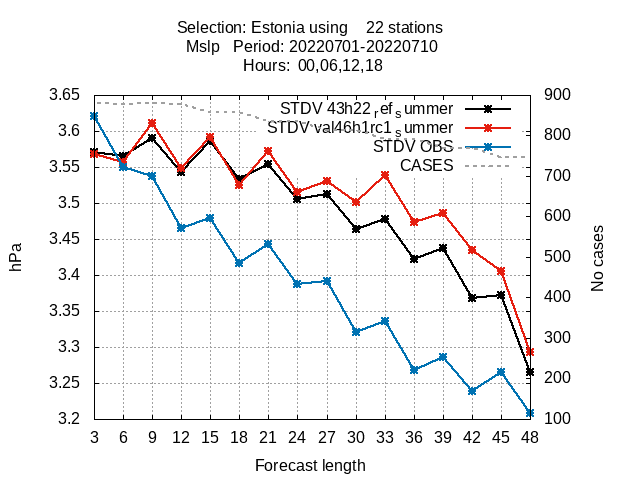 Selection: Estonia using 22 stations
Mslp Period: 20220701-20220710
Hours: 00,06,12,18
3.65
3.6
3.55
3.5
3.45
3.4
3.35
3.3
3.25
3.2
hPa
900
800
700
600
500
400
300
200
100
No cases
STDV 43h22ref summer
STDV val46h1rc1 summer
STDV OBS
CASES
3 6 9 12 15 18 21 24 27 30 33 36 39 42 45 48
Forecast length